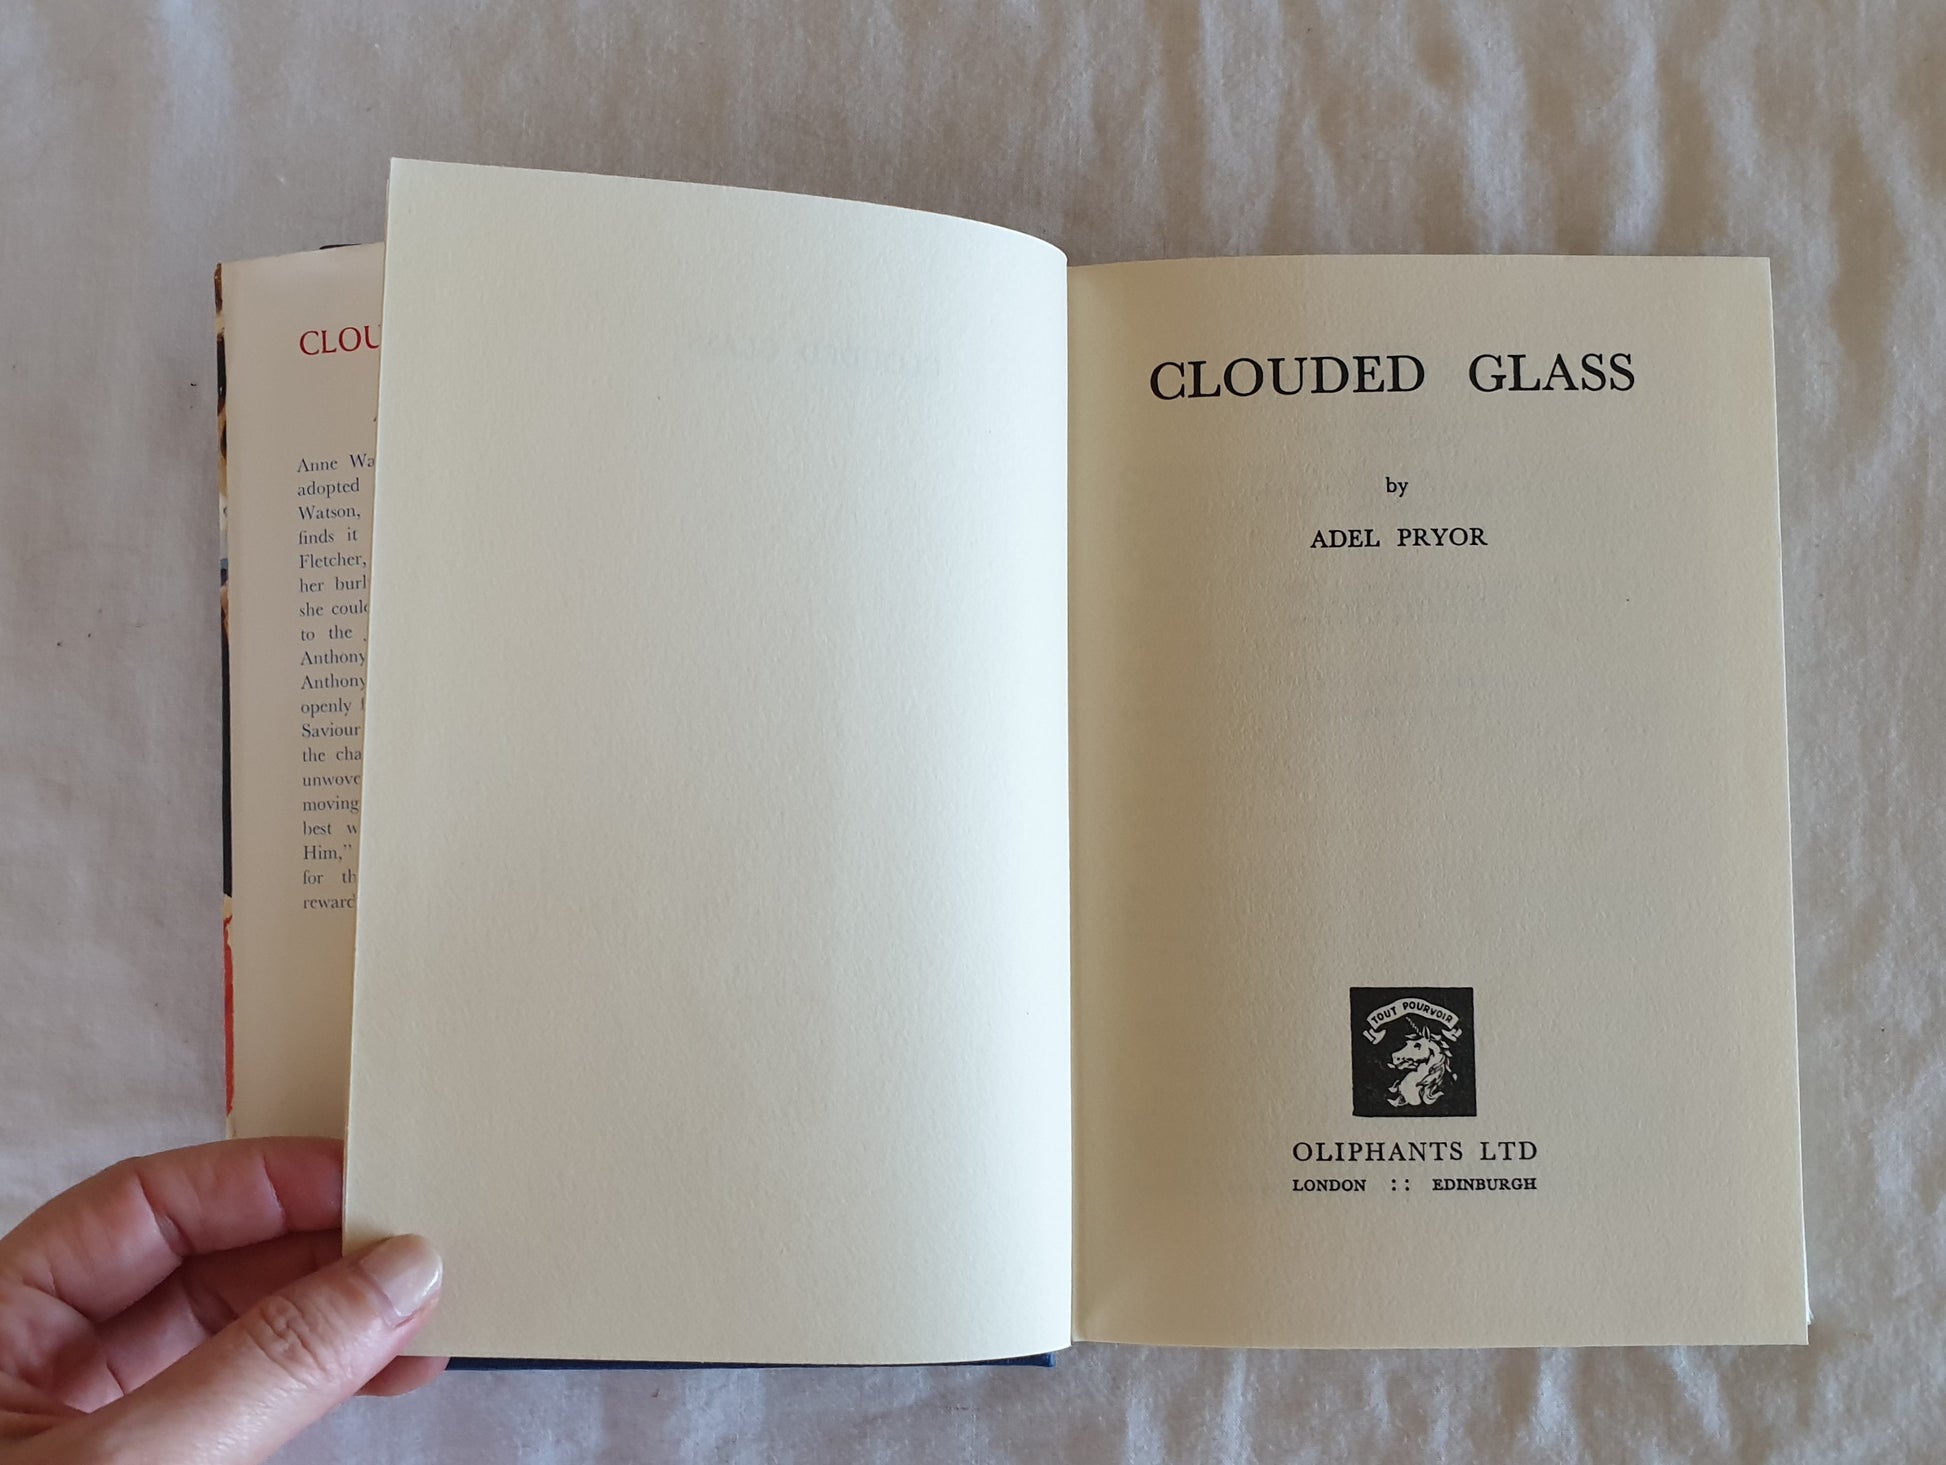 CLOU
Anne Wa
adopted
Watson,
finds it
Fletcher,
her burl
she could
to the
Anthony
Anthony
openly
Saviour
the cha
unwove
moving
best w
Him,”
for th
reward
CLOUDED GLASS
by
ADEL PRYOR
TOUT POURVOIR
OLIPHANTS LTD
LONDON :: EDINBURGH